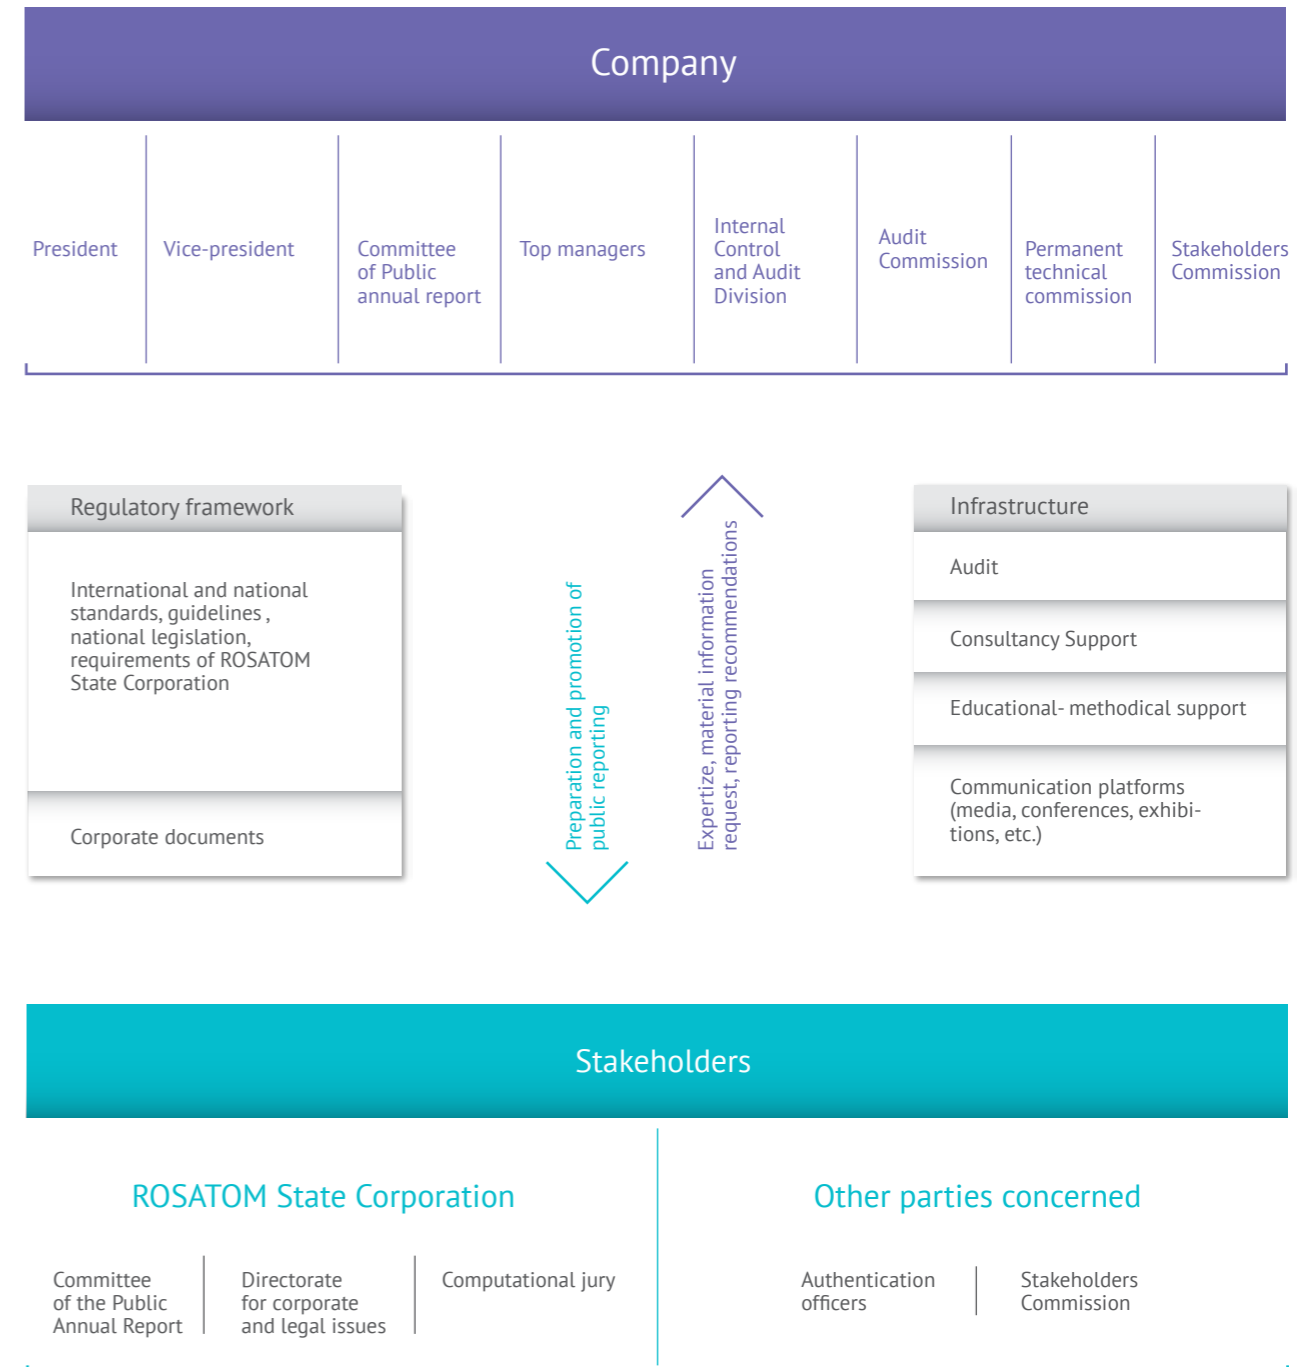 Company
President
Vice-president
Committee
of Public
annual report
Top managers
Internal
Control
and Audit
Division
Audit
Commission
Permanent
technical
commission
Stakeholders
Commission
Regulatory framework
International and national
standards, guidelines ,
national legislation,
requirements of ROSATOM
State Corporation
Corporate documents
Preparation and promotion of
public reporting
Expertize, material information
request, reporting recommendations
Infrastructure
Audit
Consultancy Support
Educational- methodical support
Communication platforms
(media, conferences, exhibi-
tions, etc.)
Stakeholders
ROSATOM State Corporation
Committee
of the Public
Annual Report
Directorate
for corporate
and legal issues
Computational jury
Other parties concerned
Authentication
officers
Stakeholders
Commission